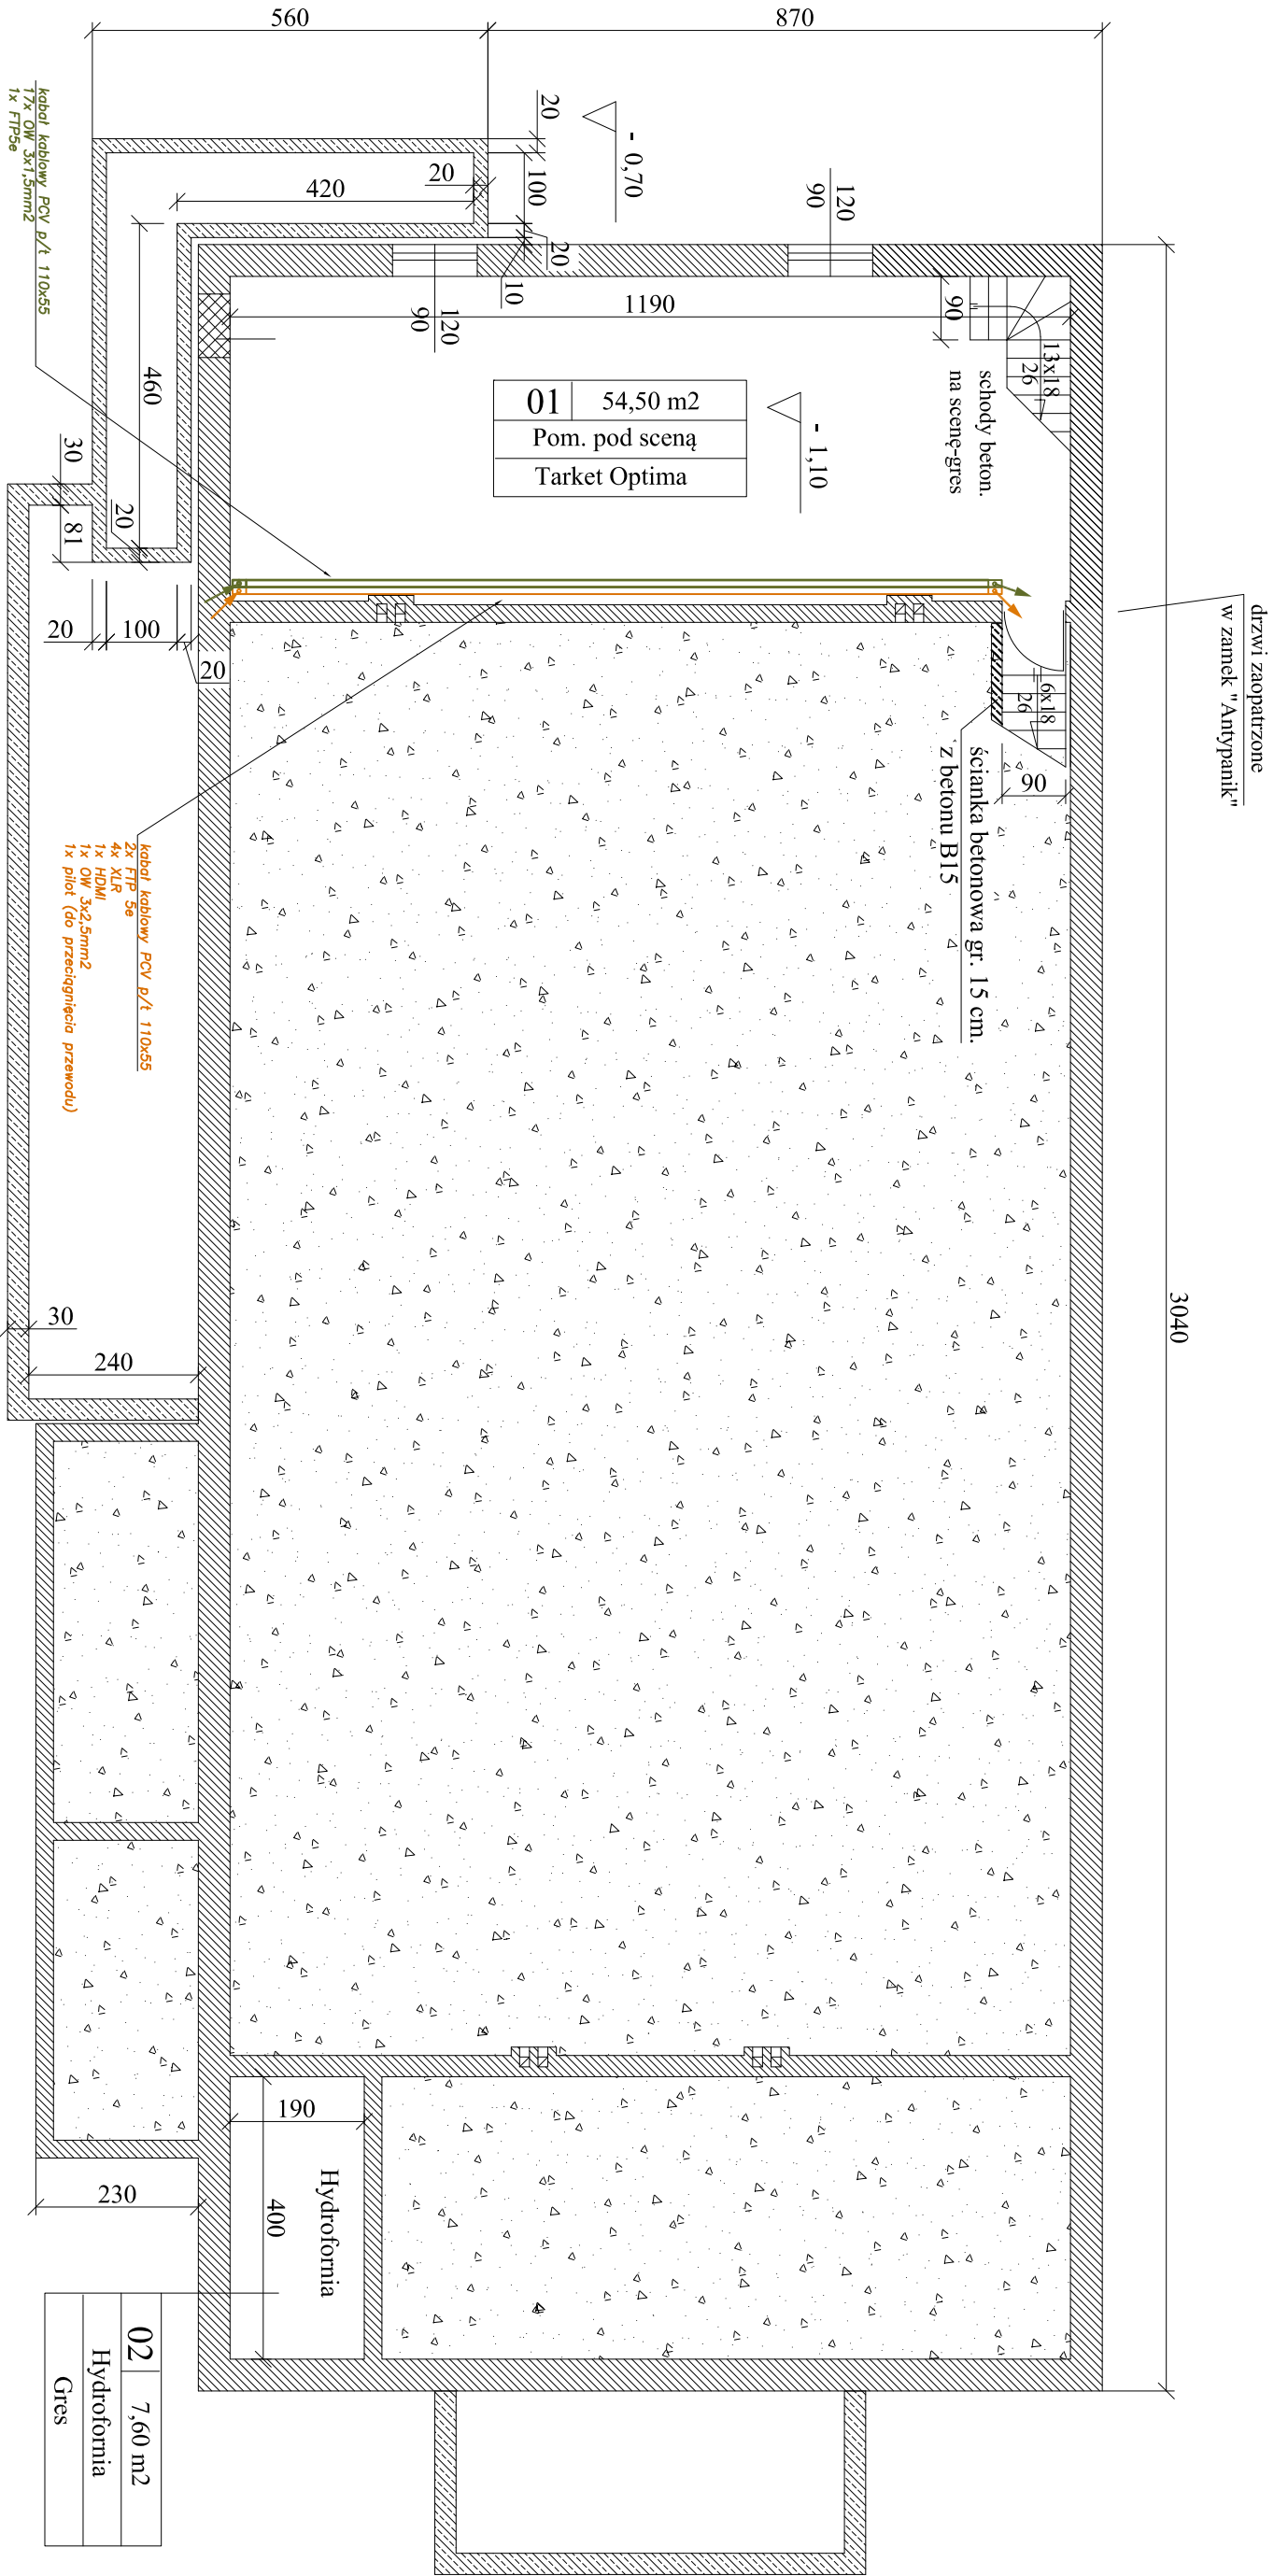 560
870
20
- 0,70
100
20
420
20
10
120
90
120
90
1190
90
13x18
26
schody beton.
na scenę-gres
- 1,10
01 54,50 m2
Pom. pod sceną
Tarket Optima
kabał kablowy PCV p/t 110x55
17x OW 3x1,5mm2
1x FTP5e
460
30
81
20
20
100
20
drzwi zaopatrzone
w zamek "Antypanik"
6x18
26
90
ścianka betonowa gr. 15 cm.
z betonu B15
kabał kablowy PCV p/t 110x55
2x FTP 5e
4x XLR
1x HDMI
1x OW 3x2,5mm2
1x pilot (do przeciągnięcia przewodu)
3040
30
240
190
400
Hydrofornia
230
02 7,60 m2
Hydrofornia
Gres